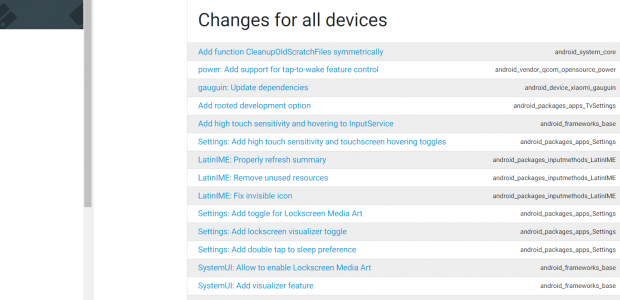 Changes for all devices
Add function CleanupOldScratchFiles symmetrically android_system_core
power: Add support for tap-to-wake feature control android_vendor_qcom_opensource_power
gauguin: Update dependencies android_device_xiaomi_gauguin
Add rooted development option android_packages_apps_TvSettings
Add high touch sensitivity and hovering to InputService android_frameworks_base
Settings: Add high touch sensitivity and touchscreen hovering toggles android_packages_apps_Settings
LatinIME: Properly refresh summary android_packages_inputmethods_LatinIME
LatinIME: Remove unused resources android_packages_inputmethods_LatinIME
LatinIME: Fix invisible icon android_packages_inputmethods_LatinIME
Settings: Add toggle for Lockscreen Media Art android_packages_apps_Settings
Settings: Add lockscreen visualizer toggle android_packages_apps_Settings
Settings: Add double tap to sleep preference android_packages_apps_Settings
SystemUI: Allow to enable Lockscreen Media Art android_frameworks_base
SystemUI: Add visualizer feature android_frameworks_base